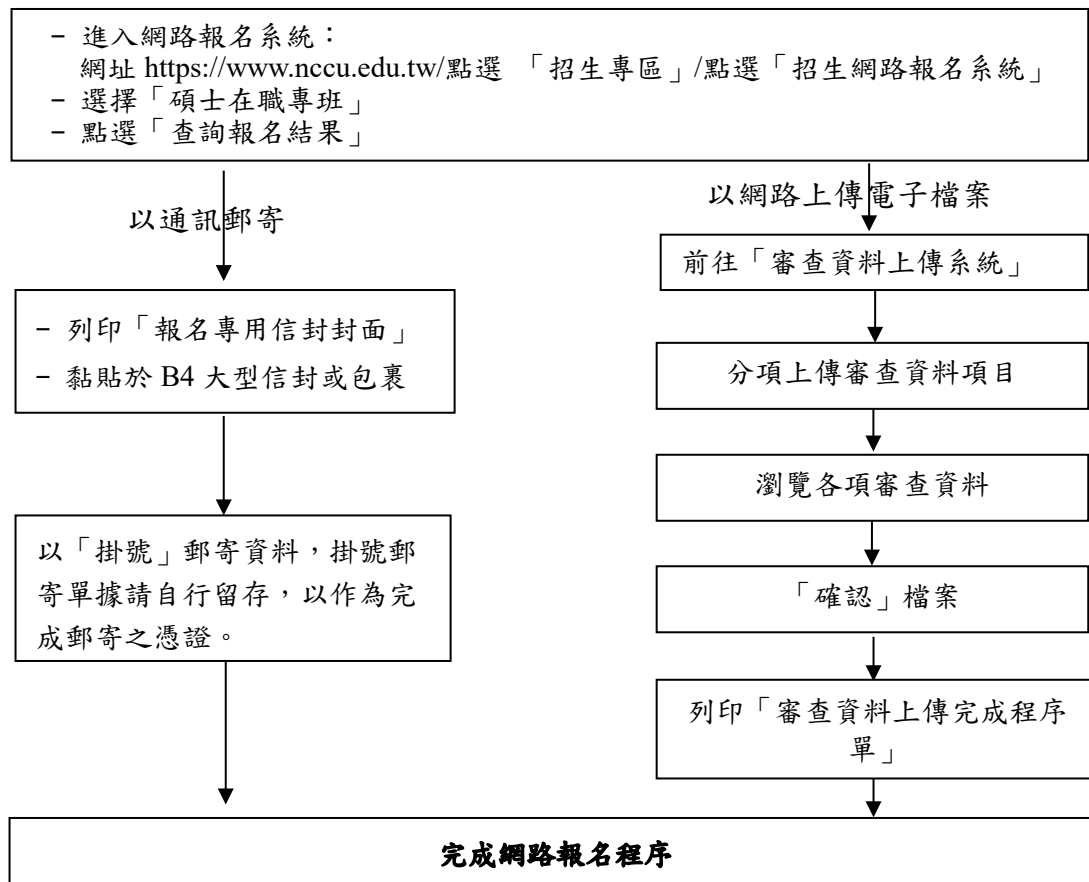 - 進入網路報名系統：
網址 https://www.nccu.edu.tw/點選 「招生專區」/點選「招生網路報名系統」
- 選擇「碩士在職專班」
- 點選「查詢報名結果」
以通訊郵寄
- 列印「報名專用信封封面」
- 黏貼於 B4 大型信封或包裹
以「掛號」郵寄資料，掛號郵
寄單據請自行留存，以作為完
成郵寄之憑證。
以網路上傳電子檔案
前往「審查資料上傳系統」
分項上傳審查資料項目
瀏覽各項審查資料
「確認」檔案
列印「審查資料上傳完成程序
單」
完成網路報名程序